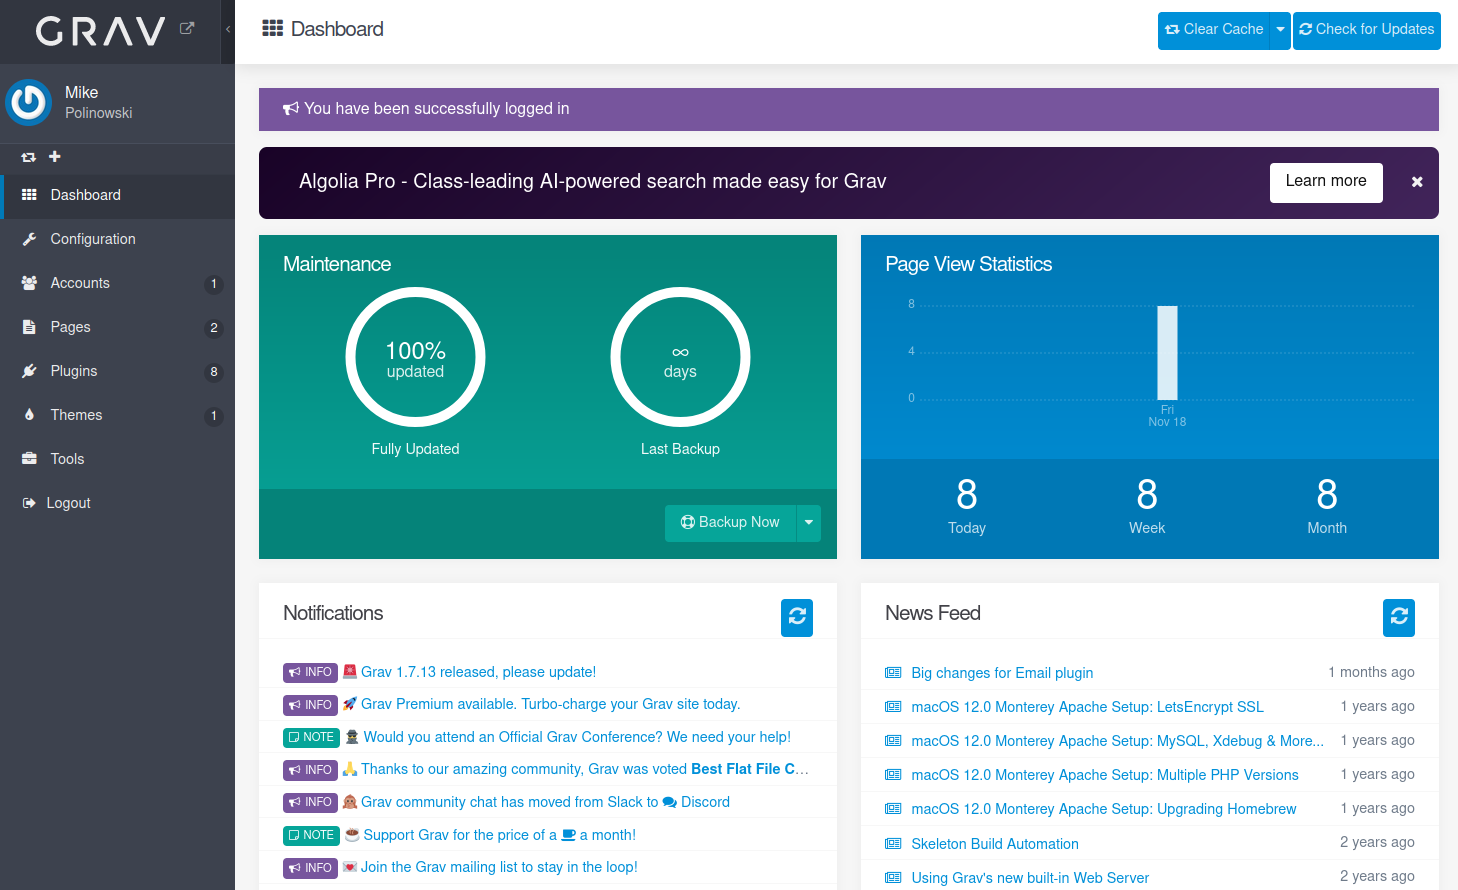 GRAV
Dashboard
Clear Cache
Check for Updates
Mike
Polinowski
Dashboard
Configuration
Accounts 1
Pages 2
Plugins 8
Themes 1
Tools
Logout
You have been successfully logged in
Algolia Pro - Class-leading AI-powered search made easy for Grav
Learn more
Maintenance
100%
updated
Fully Updated
∞
days
Last Backup
Backup Now
Page View Statistics
8
4
0
Fri
Nov 18
8
Today
8
Week
8
Month
Notifications
INFO Grav 1.7.13 released, please update!
INFO Grav Premium available. Turbo-charge your Grav site today.
NOTE Would you attend an Official Grav Conference? We need your help!
INFO Thanks to our amazing community, Grav was voted Best Flat File C...
INFO Grav community chat has moved from Slack to Discord
NOTE Support Grav for the price of a a month!
INFO Join the Grav mailing list to stay in the loop!
News Feed
Big changes for Email plugin 1 months ago
macOS 12.0 Monterey Apache Setup: LetsEncrypt SSL 1 years ago
macOS 12.0 Monterey Apache Setup: MySQL, Xdebug & More... 1 years ago
macOS 12.0 Monterey Apache Setup: Multiple PHP Versions 1 years ago
macOS 12.0 Monterey Apache Setup: Upgrading Homebrew 1 years ago
Skeleton Build Automation 2 years ago
Using Grav's new built-in Web Server 2 years ago